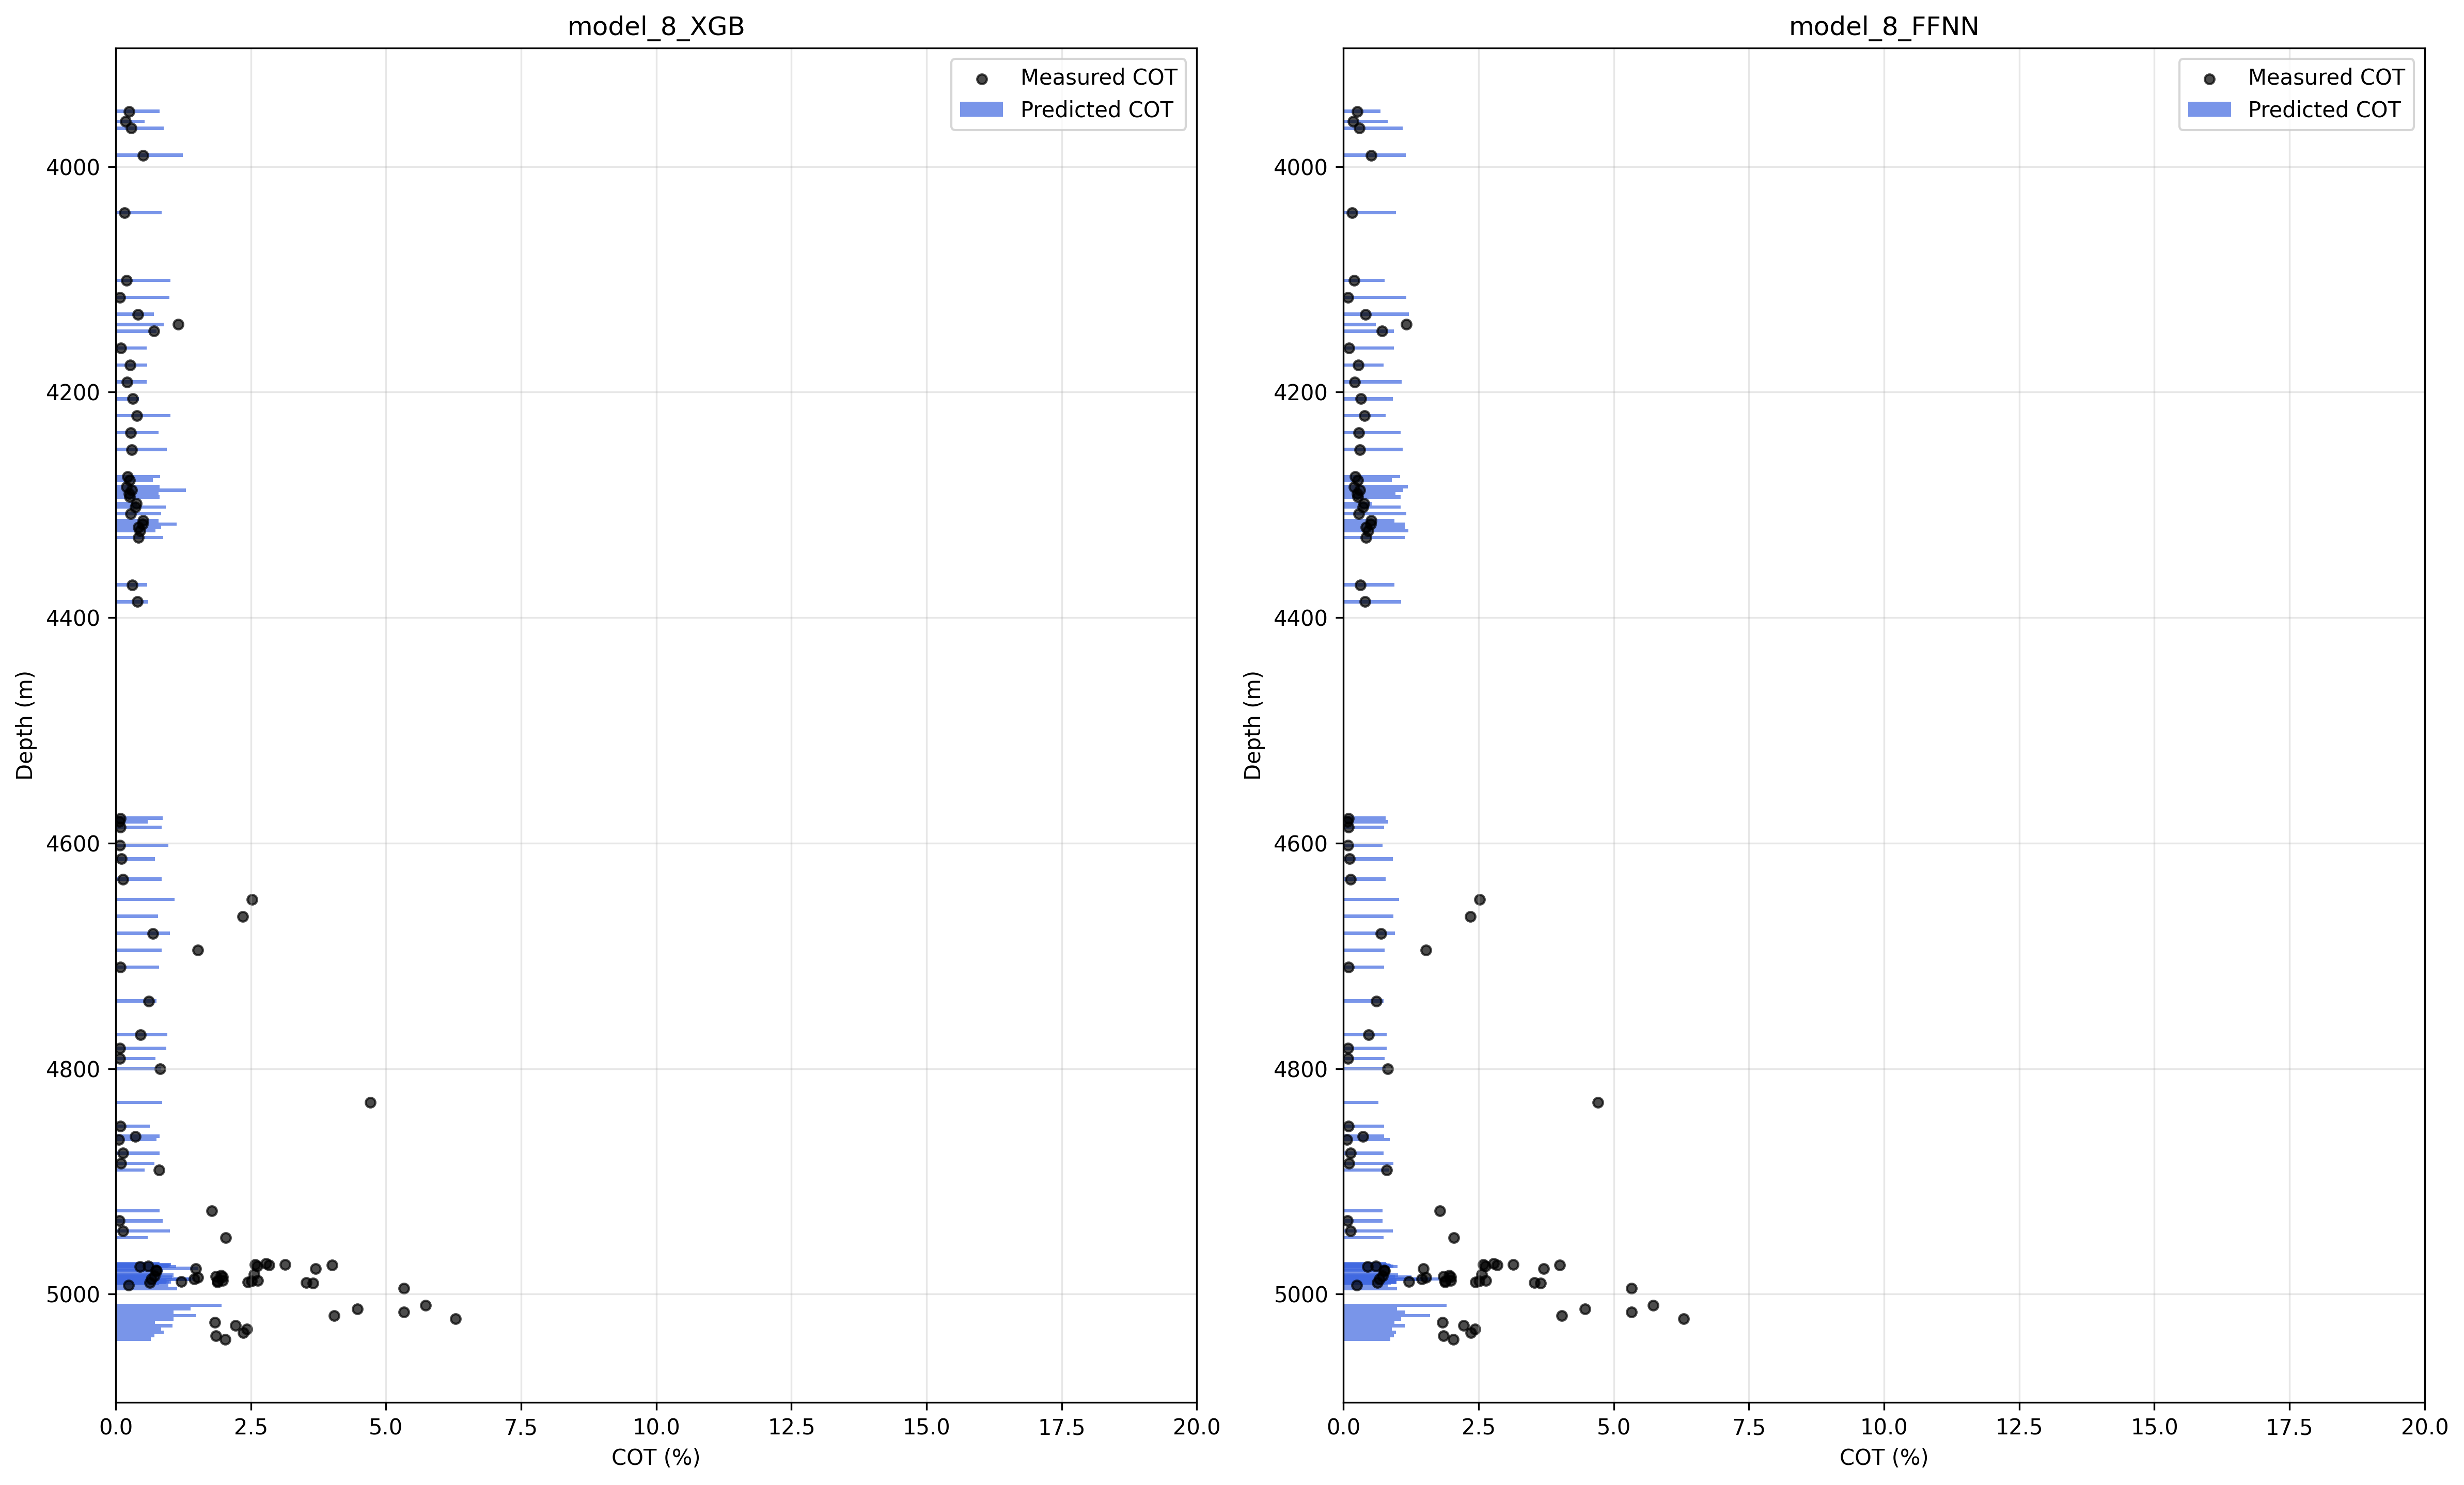 model_8_XGB
Measured COT
Predicted COT
4000
4200
4400
4600
4800
5000
Depth (m)
0.0 2.5 5.0 7.5 10.0 12.5 15.0 17.5 20.0
COT (%)
model_8_FFNN
Measured COT
Predicted COT
4000
4200
4400
4600
4800
5000
Depth (m)
0.0 2.5 5.0 7.5 10.0 12.5 15.0 17.5 20.0
COT (%)